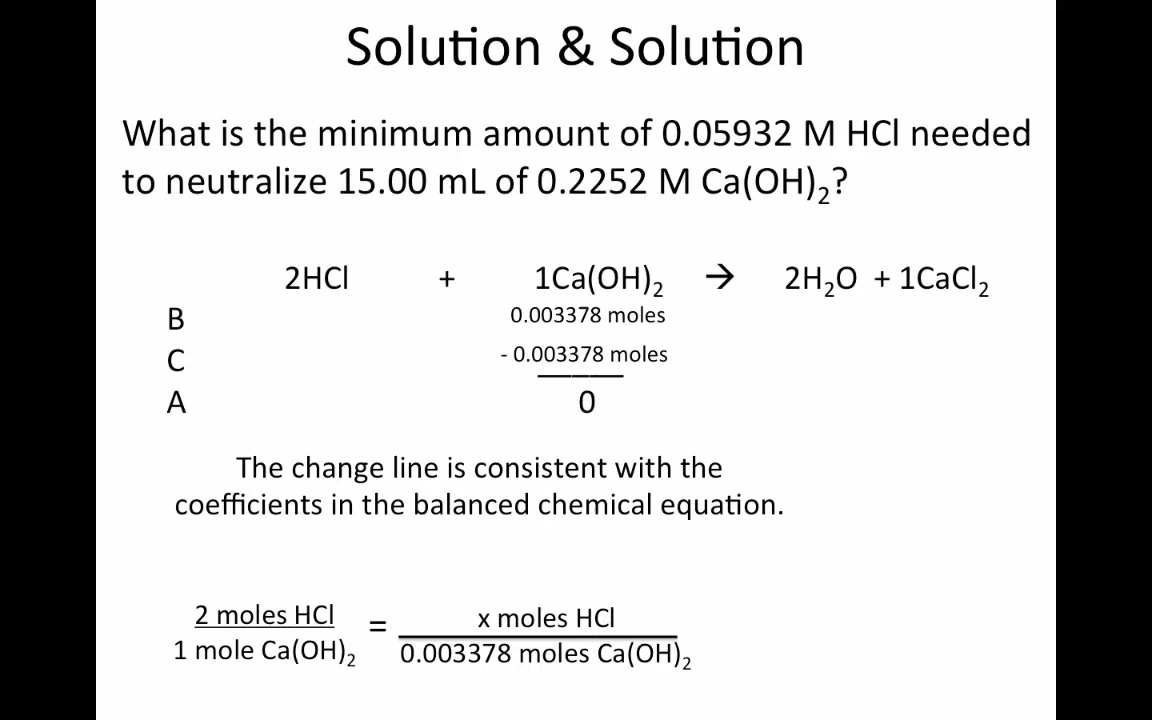 Solution & Solution
What is the minimum amount of 0.05932 M HCl needed
to neutralize 15.00 mL of 0.2252 M Ca(OH)₂?
2HCl + 1Ca(OH)₂ → 2H₂O + 1CaCl₂
B 0.003378 moles
C - 0.003378 moles
A 0
The change line is consistent with the
coefficients in the balanced chemical equation.
2 moles HCl = x moles HCl
1 mole Ca(OH)₂ 0.003378 moles Ca(OH)₂